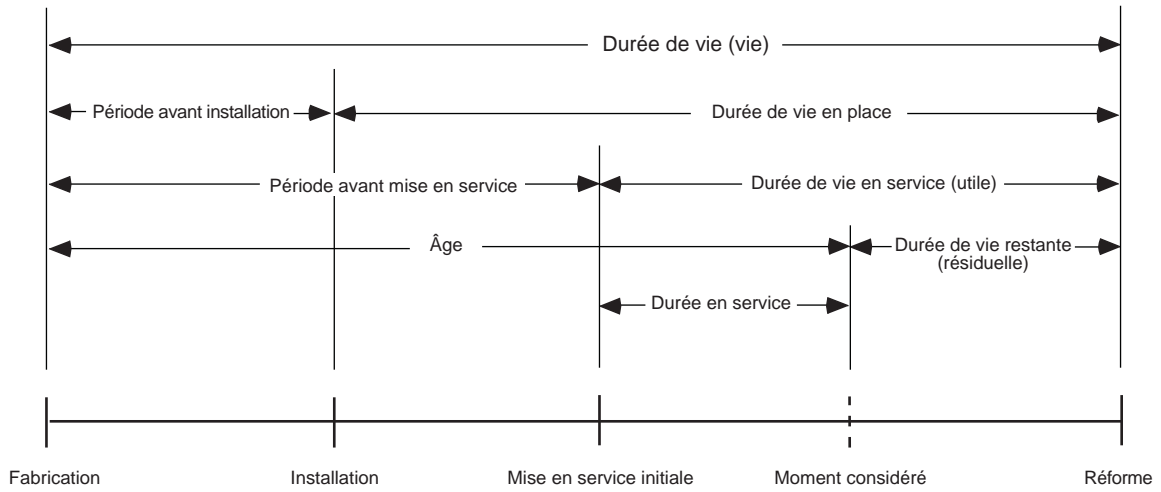 Durée de vie (vie)
Période avant installation
Durée de vie en place
Période avant mise en service
Durée de vie en service (utile)
Âge
Durée de vie restante
(résiduelle)
Durée en service
Fabrication
Installation
Mise en service initiale
Moment considéré
Réforme